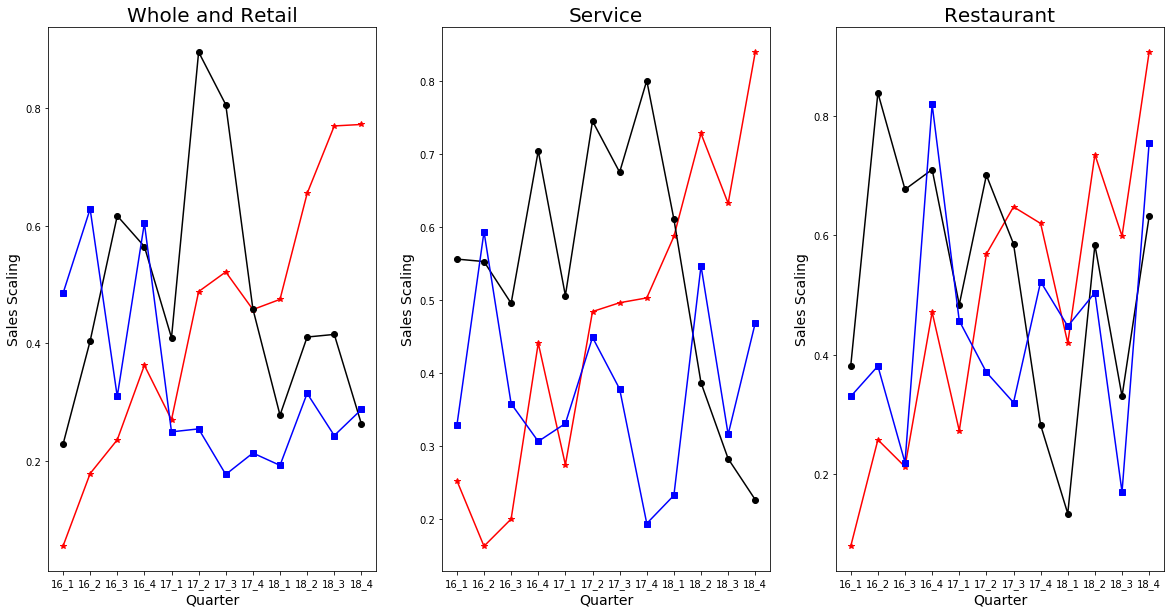 Whole and Retail
Sales Scaling
0.8
0.6
0.4
0.2
16_1 16_2 16_3 16_4 17_1 17_2 17_3 17_4 18_1 18_2 18_3 18_4
Quarter
Service
Sales Scaling
0.8
0.7
0.6
0.5
0.4
0.3
0.2
16_1 16_2 16_3 16_4 17_1 17_2 17_3 17_4 18_1 18_2 18_3 18_4
Quarter
Restaurant
Sales Scaling
0.8
0.6
0.4
0.2
16_1 16_2 16_3 16_4 17_1 17_2 17_3 17_4 18_1 18_2 18_3 18_4
Quarter